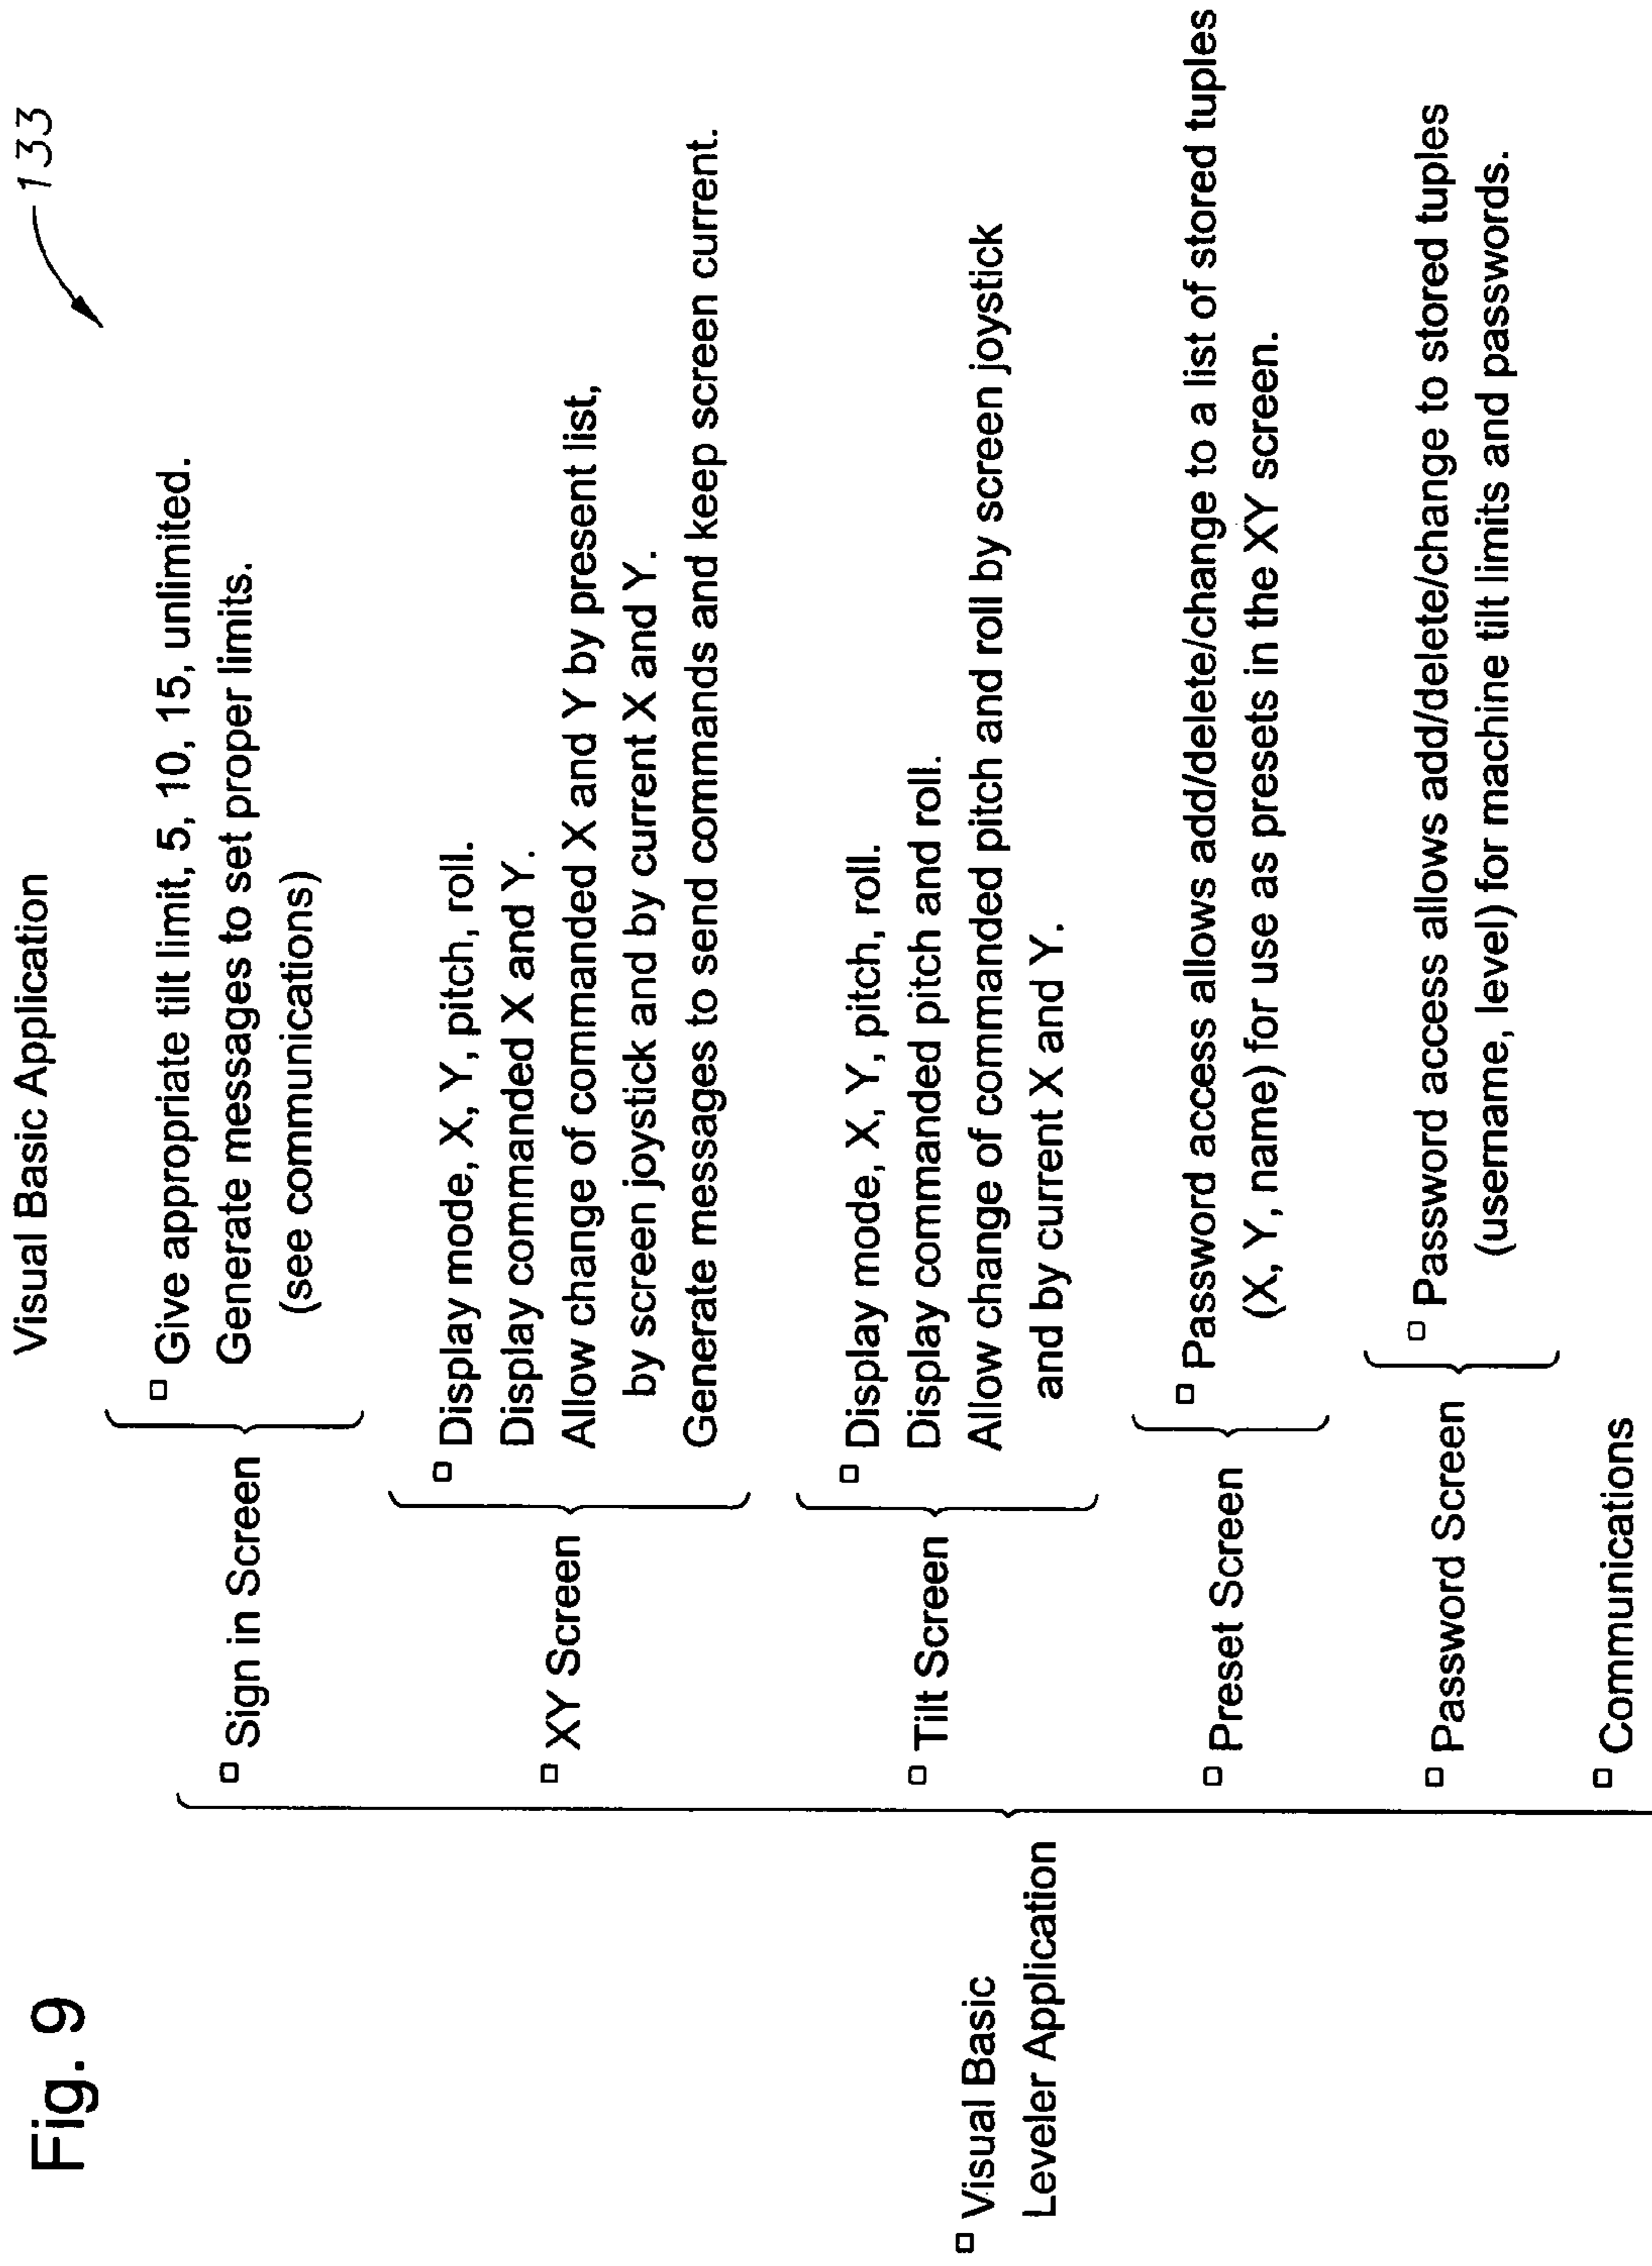 Fig. 9
Visual Basic Application
133
Visual Basic
Leveler Application
Sign in Screen
Give appropriate tilt limit, 5, 10, 15, unlimited.
Generate messages to set proper limits.
(see communications)
XY Screen
Display mode, X, Y, pitch, roll.
Display commanded X and Y.
Allow change of commanded X and Y by present list,
by screen joystick and by current X and Y.
Generate messages to send commands and keep screen current.
Tilt Screen
Display mode, X, Y, pitch, roll.
Display commanded pitch and roll.
Allow change of commanded pitch and roll by screen joystick
and by current X and Y.
Preset Screen
Password access allows add/delete/change to a list of stored tuples
(X, Y, name) for use as presets in the XY screen.
Password Screen
Password access allows add/delete/change to stored tuples
(username, level) for machine tilt limits and passwords.
Communications